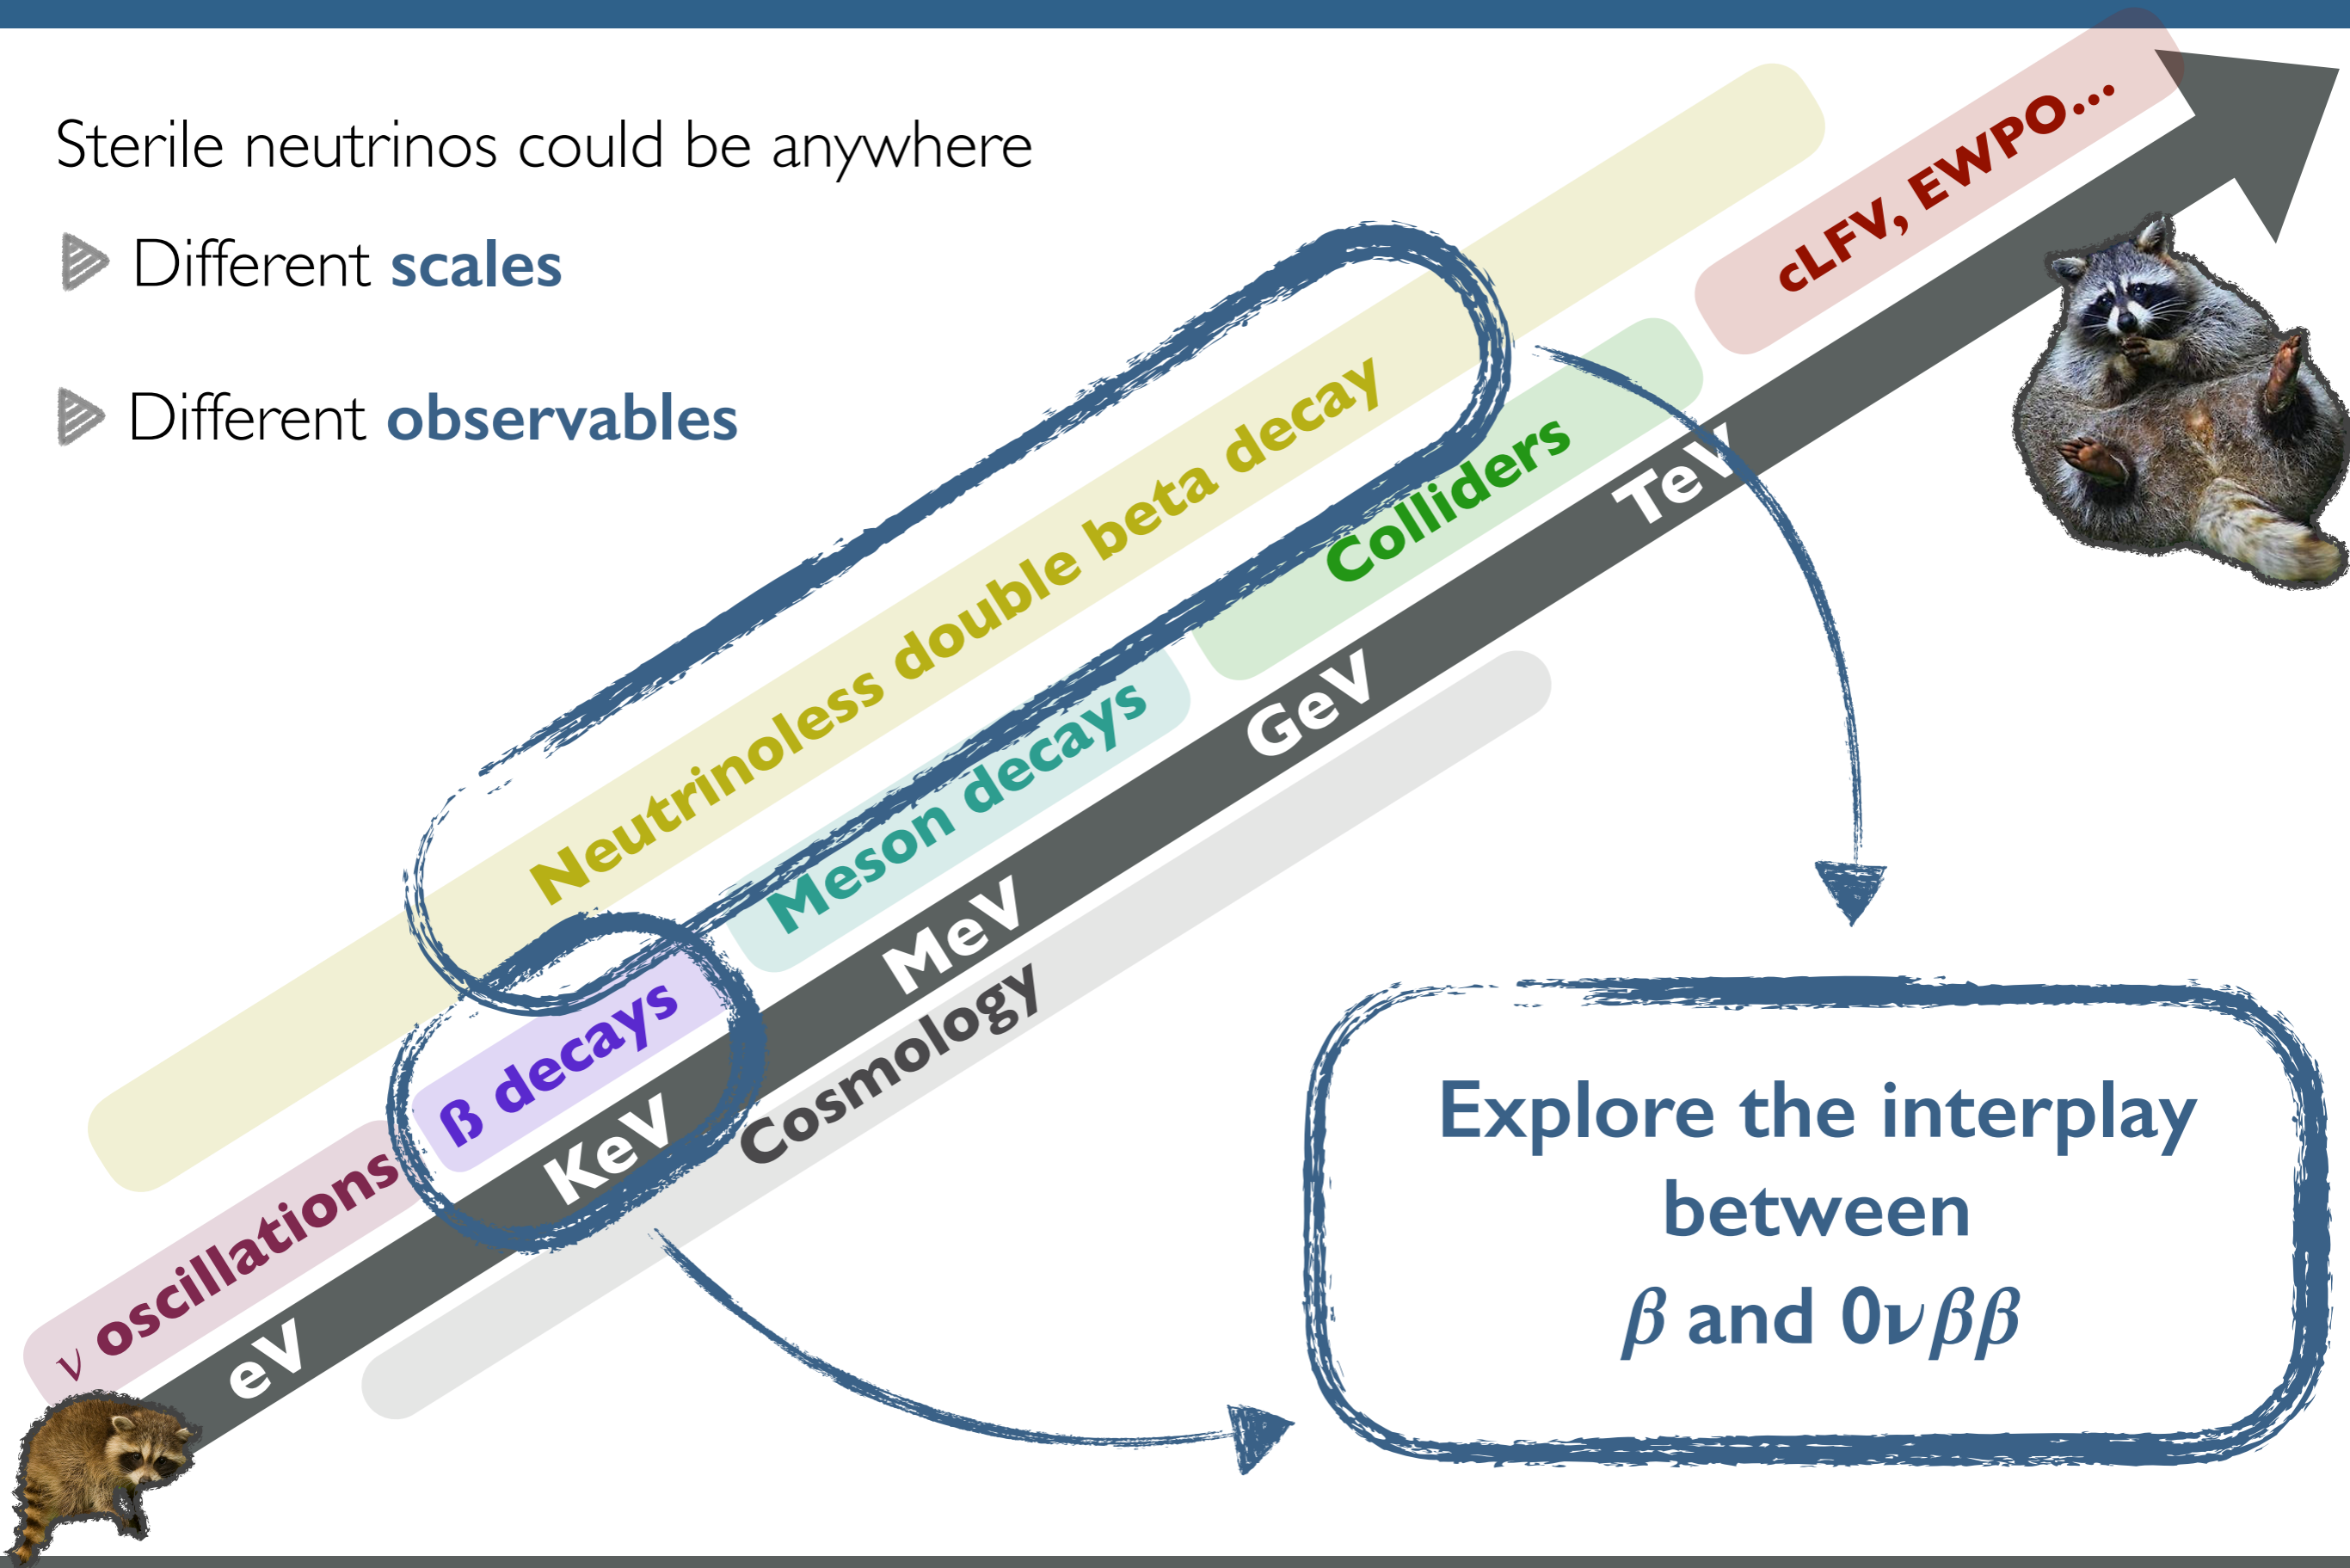 Sterile neutrinos could be anywhere
Different scales
Different observables
cLFV, EWPO...
Neutrinoless double beta decay
Colliders
Meson decays
ß decays
ν oscillations
TeV
GeV
MeV
KeV
eV
Cosmology
Explore the interplay
between
β and 0νββ